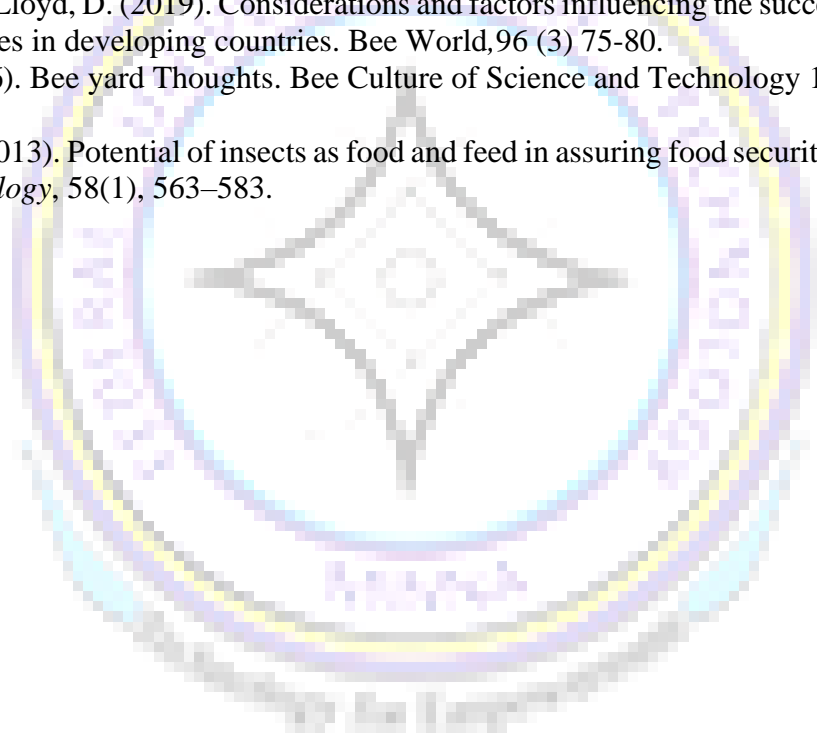 Lloyd, D. (2019). Considerations and factors influencing the succe
es in developing countries. Bee World,96 (3) 75-80.
). Bee yard Thoughts. Bee Culture of Science and Technology 1
013). Potential of insects as food and feed in assuring food securit
logy, 58(1), 563–583.